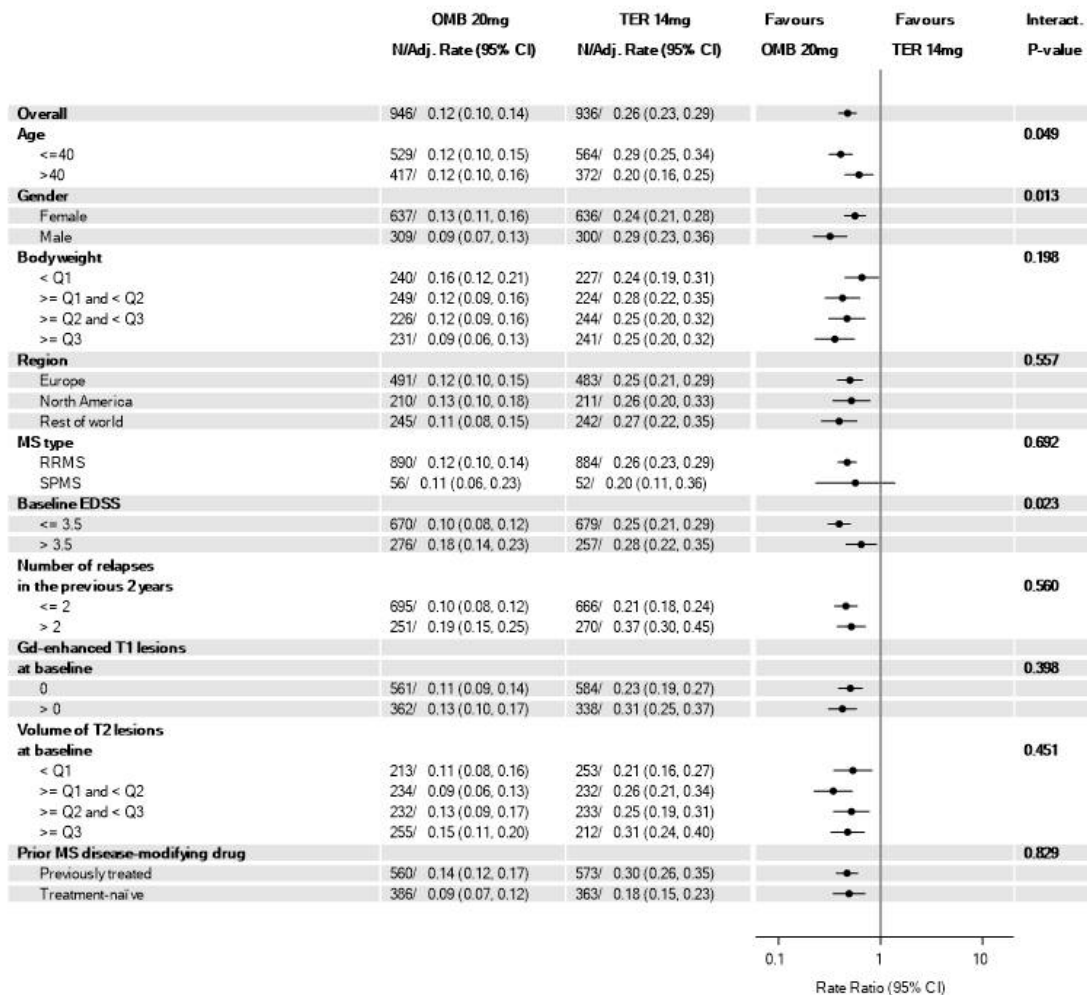 OMB 20mg TER 14mg Favours Favours Interact.
N/Adj. Rate (95% CI) N/Adj. Rate (95% CI) OMB 20mg TER 14mg P-value
Overall 946/ 0.12 (0.10, 0.14) 936/ 0.26 (0.23, 0.29)
Age 0.049
<=40 529/ 0.12 (0.10, 0.15) 564/ 0.29 (0.25, 0.34)
>40 417/ 0.12 (0.10, 0.16) 372/ 0.20 (0.16, 0.25)
Gender 0.013
Female 637/ 0.13 (0.11, 0.16) 636/ 0.24 (0.21, 0.28)
Male 309/ 0.09 (0.07, 0.13) 300/ 0.29 (0.23, 0.36)
Bodyweight 0.198
< Q1 240/ 0.16 (0.12, 0.21) 227/ 0.24 (0.19, 0.31)
>= Q1 and < Q2 249/ 0.12 (0.09, 0.16) 224/ 0.28 (0.22, 0.35)
>= Q2 and < Q3 226/ 0.12 (0.09, 0.16) 244/ 0.25 (0.20, 0.32)
>= Q3 231/ 0.09 (0.06, 0.13) 241/ 0.25 (0.20, 0.32)
Region 0.557
Europe 491/ 0.12 (0.10, 0.15) 483/ 0.25 (0.21, 0.29)
North America 210/ 0.13 (0.10, 0.18) 211/ 0.26 (0.20, 0.33)
Rest of world 245/ 0.11 (0.08, 0.15) 242/ 0.27 (0.22, 0.35)
MS type 0.692
RRMS 890/ 0.12 (0.10, 0.14) 884/ 0.26 (0.23, 0.29)
SPMS 56/ 0.11 (0.06, 0.23) 52/ 0.20 (0.11, 0.36)
Baseline EDSS 0.023
<= 3.5 670/ 0.10 (0.08, 0.12) 679/ 0.25 (0.21, 0.29)
> 3.5 276/ 0.18 (0.14, 0.23) 257/ 0.28 (0.22, 0.35)
Number of relapses
in the previous 2 years 0.560
<= 2 695/ 0.10 (0.08, 0.12) 666/ 0.21 (0.18, 0.24)
> 2 251/ 0.19 (0.15, 0.25) 270/ 0.37 (0.30, 0.45)
Gd-enhanced T1 lesions
at baseline 0.398
0 561/ 0.11 (0.09, 0.14) 584/ 0.23 (0.19, 0.27)
> 0 362/ 0.13 (0.10, 0.17) 338/ 0.31 (0.25, 0.37)
Volume of T2 lesions
at baseline 0.451
< Q1 213/ 0.11 (0.08, 0.16) 253/ 0.21 (0.16, 0.27)
>= Q1 and < Q2 234/ 0.09 (0.06, 0.13) 232/ 0.26 (0.21, 0.34)
>= Q2 and < Q3 232/ 0.13 (0.09, 0.17) 233/ 0.25 (0.19, 0.31)
>= Q3 255/ 0.15 (0.11, 0.20) 212/ 0.31 (0.24, 0.40)
Prior MS disease-modifying drug 0.829
Previously treated 560/ 0.14 (0.12, 0.17) 573/ 0.30 (0.26, 0.35)
Treatment-naïve 386/ 0.09 (0.07, 0.12) 363/ 0.18 (0.15, 0.23)
0.1 1 10
Rate Ratio (95% CI)